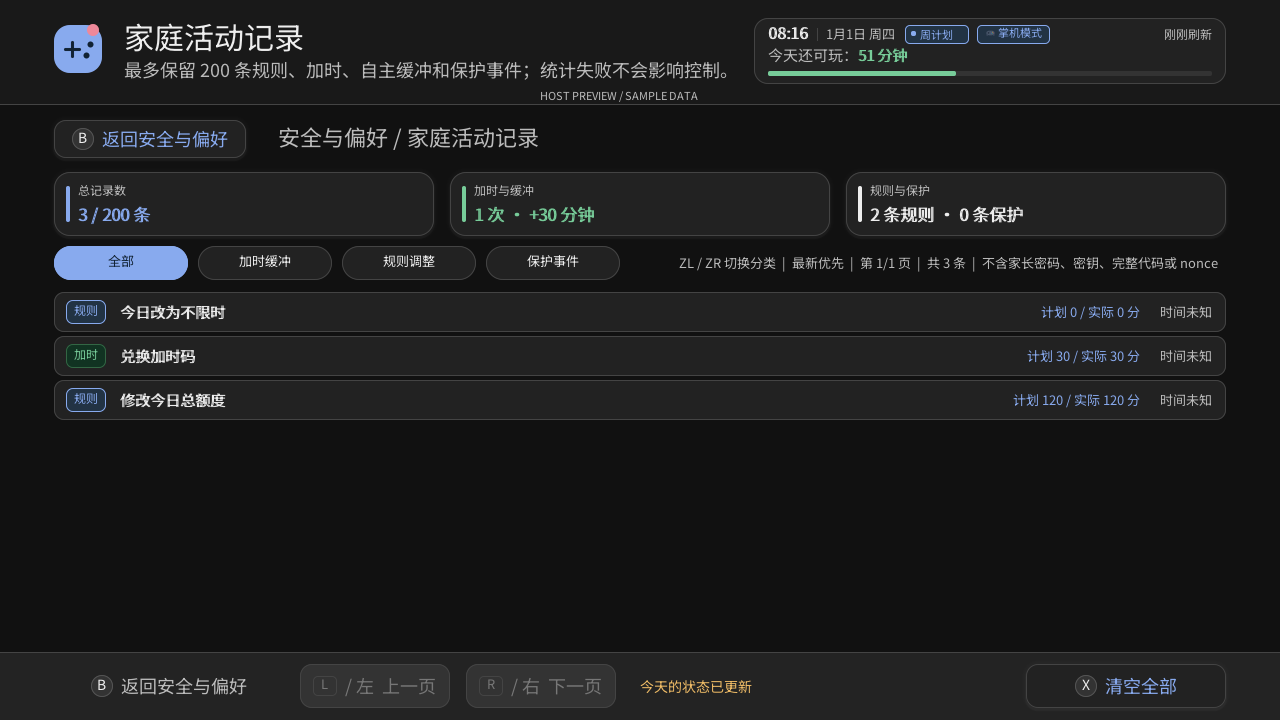 家庭活动记录
最多保留 200 条规则、加时、自主缓冲和保护事件；统计失败不会影响控制。
08:16 | 1月1日 周四 周计划 掌机模式 刚刚刷新
今天还可玩：51 分钟
HOST PREVIEW / SAMPLE DATA
B 返回安全与偏好 安全与偏好 / 家庭活动记录
总记录数
3 / 200 条
加时与缓冲
1 次 • +30 分钟
规则与保护
2 条规则 • 0 条保护
全部 加时缓冲 规则调整 保护事件 ZL / ZR 切换分类 | 最新优先 | 第 1/1 页 | 共 3 条 | 不含家长密码、密钥、完整代码或 nonce
规则 今日改为不限时 计划 0 / 实际 0 分 时间未知
加时 兑换加时码 计划 30 / 实际 30 分 时间未知
规则 修改今日总额度 计划 120 / 实际 120 分 时间未知
B 返回安全与偏好 L / 左 上一页 R / 右 下一页 今天的状态已更新 X 清空全部